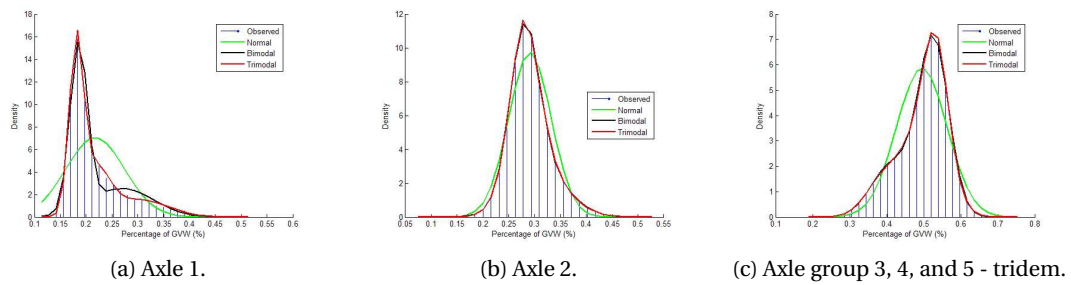 18
16
14
12
10
8
6
4
2
0
Density
0.1 0.15 0.2 0.25 0.3 0.35 0.4 0.45 0.5 0.55 0.6
Percentage of GVW (%)
Observed
Normal
Bimodal
Trimodal
(a) Axle 1.
12
10
8
6
4
2
0
Density
0.05 0.1 0.15 0.2 0.25 0.3 0.35 0.4 0.45 0.5 0.55
Percentage of GVW (%)
Observed
Normal
Bimodal
Trimodal
(b) Axle 2.
8
7
6
5
4
3
2
1
0
Density
0.1 0.2 0.3 0.4 0.5 0.6 0.7 0.8
Percentage of GVW (%)
Observed
Normal
Bimodal
Trimodal
(c) Axle group 3, 4, and 5 - tridem.